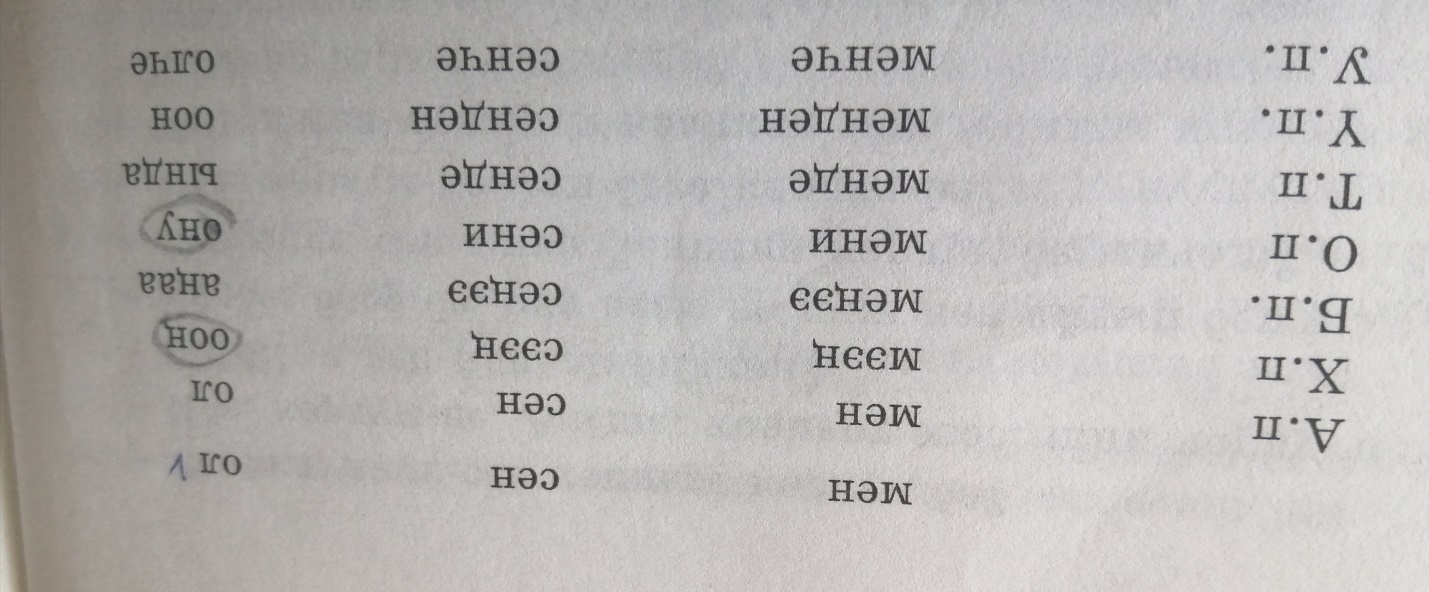 мен сен ол
А.п мен сен ол
Х.п мээң сээң ооң
Б.п. меңээ сеңээ аңаа
О.п мени сени ону
Т.п менде сенде ында
Ү.п. менден сенден оон
У.п. менче сенче олче